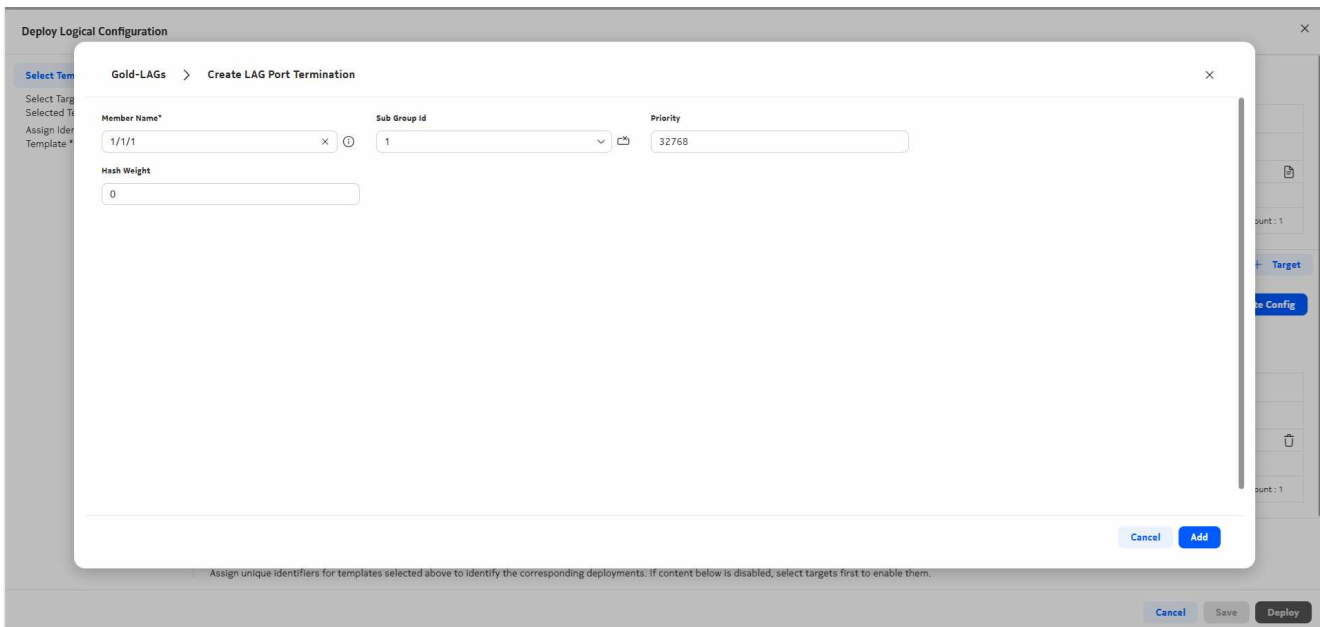 Deploy Logical Configuration
Select Tem
Select Targ
Selected Te
Assign Iden
Template *
Gold-LAGs > Create LAG Port Termination
Member Name* Sub Group Id Priority
1/1/1 1 32768
Hash Weight
0
ount : 1
+ Target
te Config
ount : 1
Cancel Add
Assign unique identifiers for templates selected above to identify the corresponding deployments. If content below is disabled, select targets first to enable them.
Cancel Save Deploy